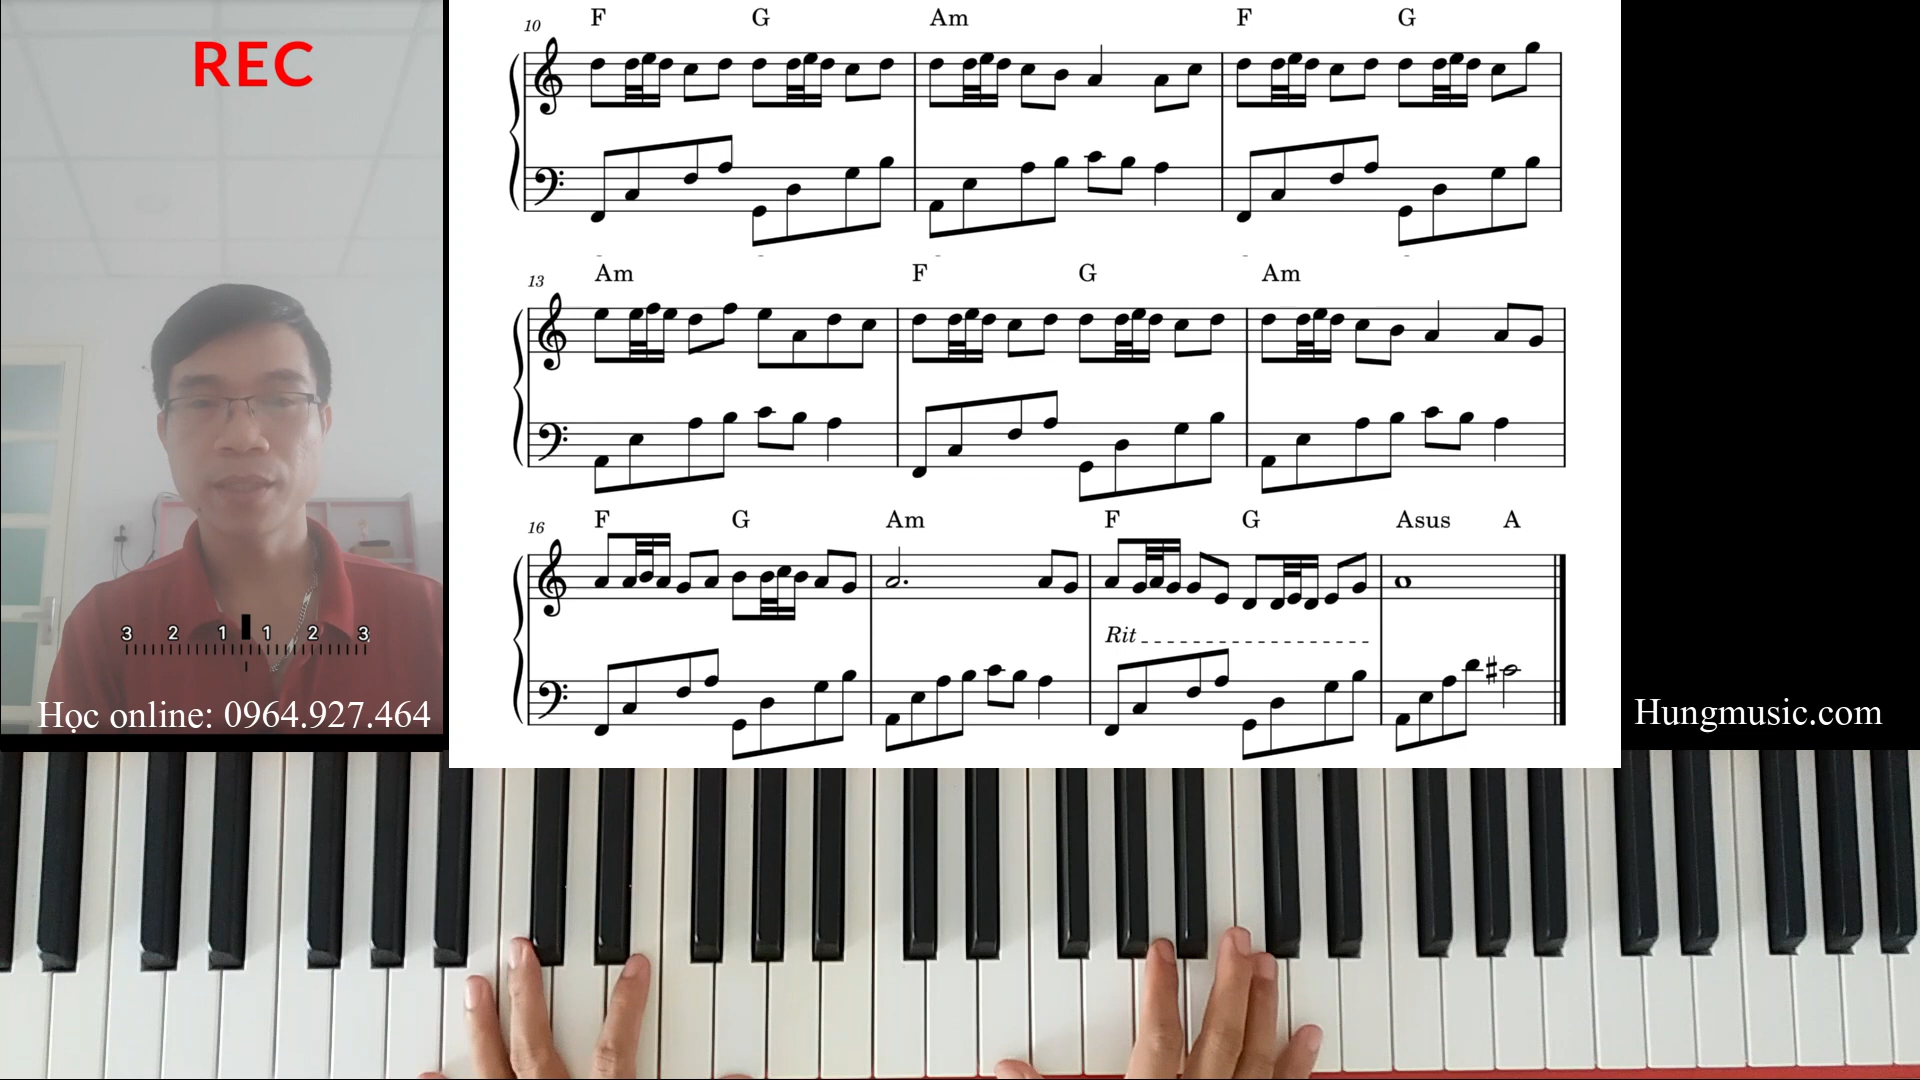 REC
3 2 1 1 2 3
Học online: 0964.927.464
10 F G Am F G
13 Am F G Am
16 F G Am F G Asus A
Rit
Hungmusic.com